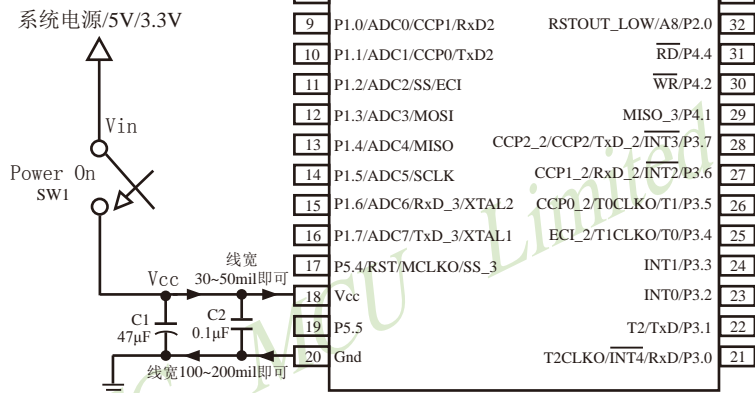 系统电源/5V/3.3V
Vin
Power On
SW1
线宽
Vcc 30~50mil即可
C1
47μF
C2
0.1μF
线宽100~200mil即可
9 P1.0/ADC0/CCP1/RxD2 RSTOUT_LOW/A8/P2.0 32
10 P1.1/ADC1/CCP0/TxD2 RD/P4.4 31
11 P1.2/ADC2/SS/ECI WR/P4.2 30
12 P1.3/ADC3/MOSI MISO_3/P4.1 29
13 P1.4/ADC4/MISO CCP2_2/CCP2/TxD_2/INT3/P3.7 28
14 P1.5/ADC5/SCLK CCP1_2/RxD_2/INT2/P3.6 27
15 P1.6/ADC6/RxD_3/XTAL2 CCP0_2/T0CLKO/T1/P3.5 26
16 P1.7/ADC7/TxD_3/XTAL1 ECI_2/T1CLKO/T0/P3.4 25
17 P5.4/RST/MCLKO/SS_3 INT1/P3.3 24
18 Vcc INT0/P3.2 23
19 P5.5 T2/TxD/P3.1 22
20 Gnd T2CLKO/INT4/RxD/P3.0 21
MCU Limited